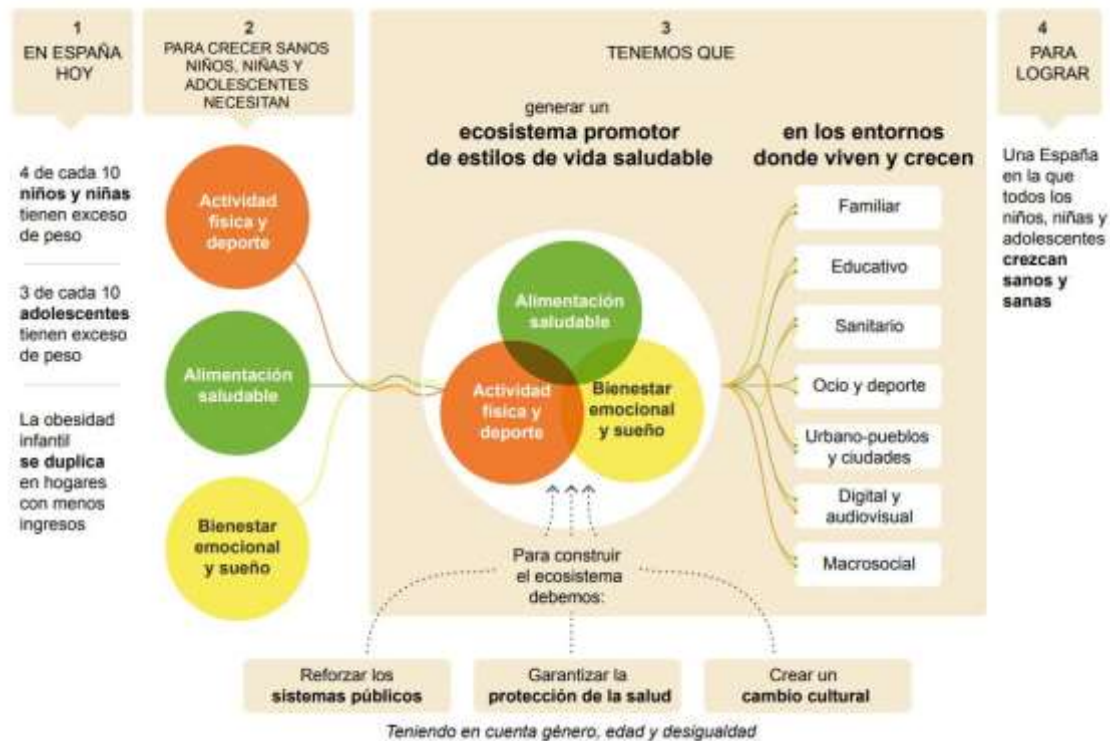 1
EN ESPAÑA
HOY
4 de cada 10
niños y niñas
tienen exceso
de peso
3 de cada 10
adolescentes
tienen exceso
de peso
La obesidad
infantil
se duplica
en hogares
con menos
ingresos
2
PARA CRECER SANOS
NIÑOS, NIÑAS Y
ADOLESCENTES
NECESITAN
Actividad
física y
deporte
Alimentación
saludable
Bienestar
emocional
y sueño
3
TENEMOS QUE
generar un
ecosistema promotor
de estilos de vida saludable
Alimentación
saludable
Actividad
física y
deporte
Bienestar
emocional
y sueño
Para construir
el ecosistema
debemos:
en los entornos
donde viven y crecen
Familiar
Educativo
Sanitario
Ocio y deporte
Urbano-pueblos
y ciudades
Digital y
audiovisual
Macrosocial
4
PARA
LOGRAR
Una España
en la que
todos los
niños, niñas y
adolescentes
crezcan
sanos y
sanas
Reforzar los
sistemas públicos
Garantizar la
protección de la salud
Crear un
cambio cultural
Teniendo en cuenta género, edad y desigualdad